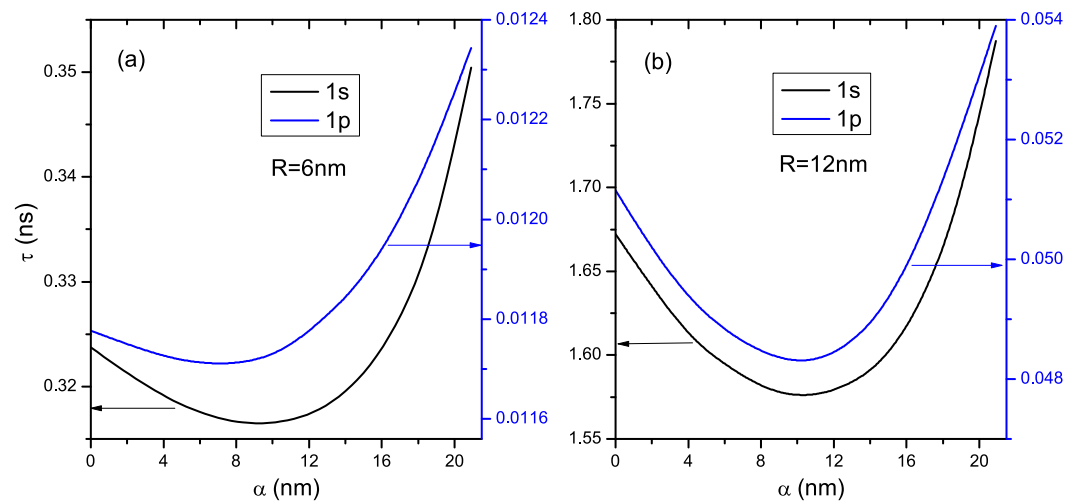 (a)
1s
1p
R=6nm
0.35
0.34
0.33
0.32
τ (ns)
0.0124
0.0122
0.0120
0.0118
0.0116
0 4 8 12 16 20
α (nm)
(b)
1s
1p
R=12nm
1.80
1.75
1.70
1.65
1.60
1.55
0.054
0.052
0.050
0.048
0 4 8 12 16 20
α (nm)